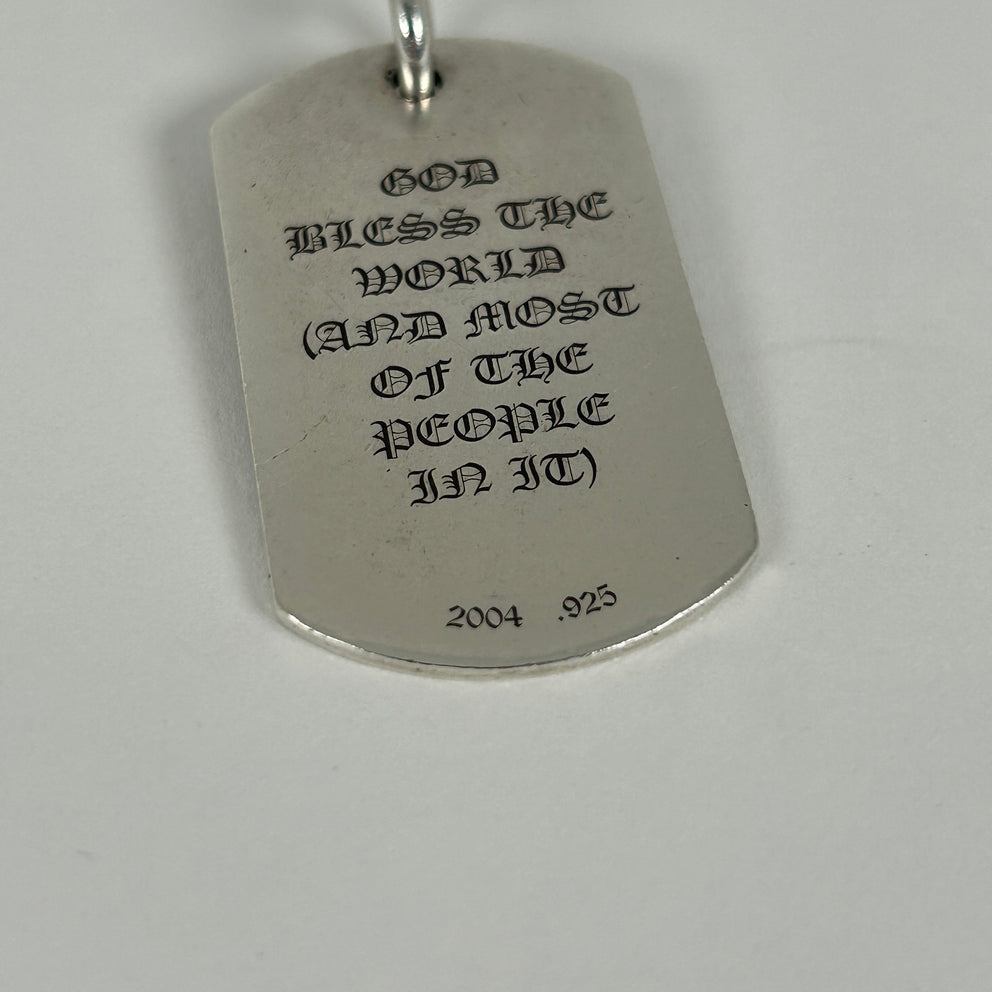 GOD
BLESS THE
WORLD
(AND MOST
OF THE
PEOPLE
IN IT)
2004 .925